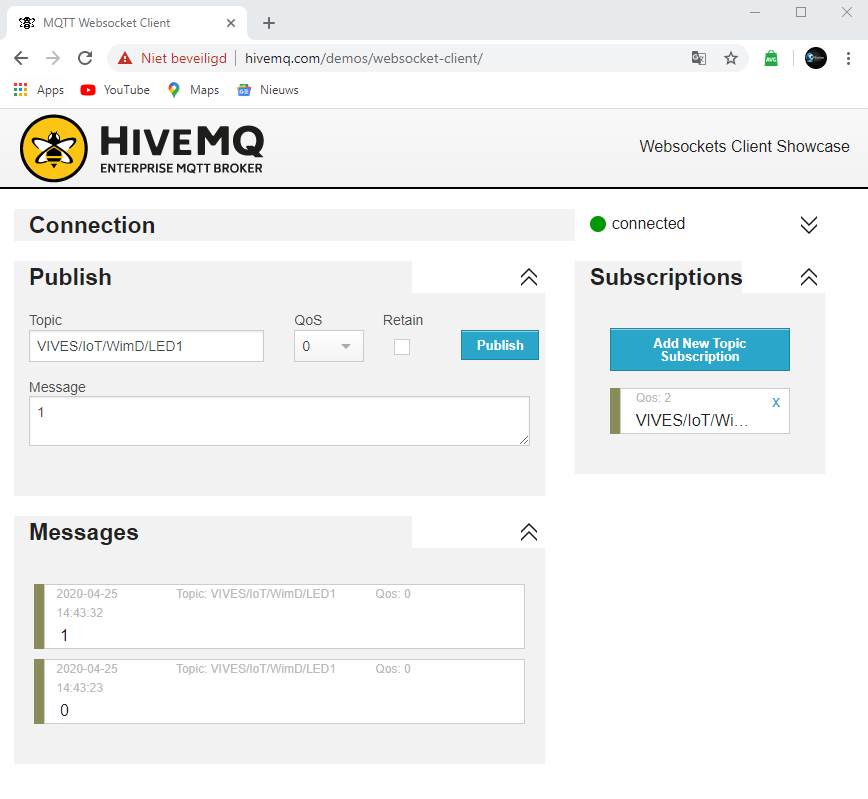 MQTT Websocket Client
Niet beveiligd | hivemq.com/demos/websocket-client/
Apps YouTube Maps Nieuws
HIVEMQ
ENTERPRISE MQTT BROKER
Websockets Client Showcase
Connection
connected
Publish
Topic QoS Retain
VIVES/IoT/WimD/LED1 0 Publish
Message
1
Subscriptions
Add New Topic
Subscription
Qos: 2 x
VIVES/IoT/Wi...
Messages
2020-04-25 Topic: VIVES/IoT/WimD/LED1 Qos: 0
14:43:32
1
2020-04-25 Topic: VIVES/IoT/WimD/LED1 Qos: 0
14:43:23
0